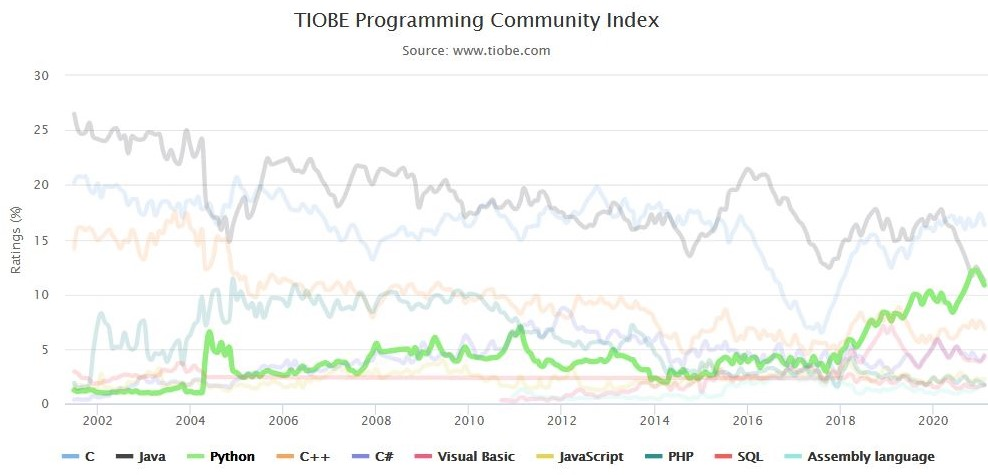 TIOBE Programming Community Index
Source: www.tiobe.com
30
25
20
15
10
5
0
Ratings (%)
2002 2004 2006 2008 2010 2012 2014 2016 2018 2020
C Java Python C++ C# Visual Basic JavaScript PHP SQL Assembly language